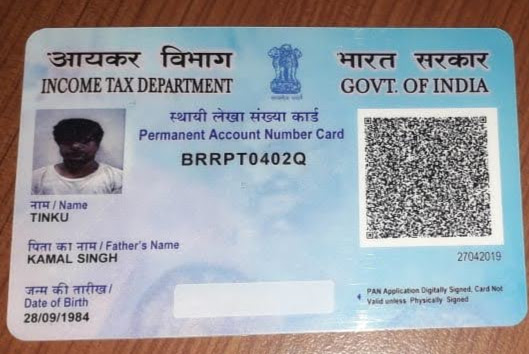 आयकर विभाग
INCOME TAX DEPARTMENT
भारत सरकार
GOVT. OF INDIA
स्थायी लेखा संख्या कार्ड
Permanent Account Number Card
BRRPT0402Q
नाम / Name
TINKU
पिता का नाम / Father's Name
KAMAL SINGH
जन्म की तारीख /
Date of Birth
28/09/1984
27042019
PAN Application Digitally Signed, Card Not
Valid unless Physically Signed